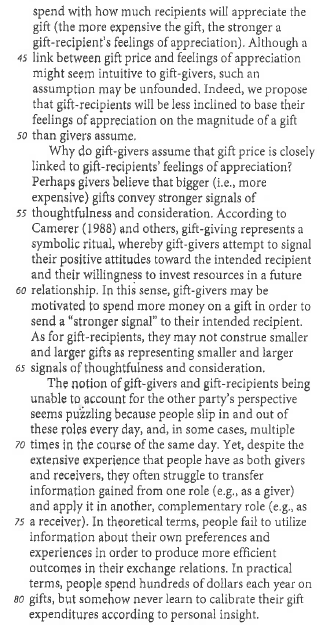 spend with how much recipients will appreciate the
gift (the more expensive the gift, the stronger a
gift-recipient's feelings of appreciation). Although a
45 link between gift price and feelings of appreciation
might seem intuitive to gift-givers, such an
assumption may be unfounded. Indeed, we propose
that gift-recipients will be less inclined to base their
feelings of appreciation on the magnitude of a gift
50 than givers assume.
Why do gift-givers assume that gift price is closely
linked to gift-recipients' feelings of appreciation?
Perhaps givers believe that bigger (i.e., more
expensive) gifts convey stronger signals of
55 thoughtfulness and consideration. According to
Camerer (1988) and others, gift-giving represents a
symbolic ritual, whereby gift-givers attempt to signal
their positive attitudes toward the intended recipient
and their willingness to invest resources in a future
60 relationship. In this sense, gift-givers may be
motivated to spend more money on a gift in order to
send a “stronger signal” to their intended recipient.
As for gift-recipients, they may not construe smaller
and larger gifts as representing smaller and larger
65 signals of thoughtfulness and consideration.
The notion of gift-givers and gift-recipients being
unable to account for the other party's perspective
seems puzzling because people slip in and out of
these roles every day, and, in some cases, multiple
70 times in the course of the same day. Yet, despite the
extensive experience that people have as both givers
and receivers, they often struggle to transfer
information gained from one role (e.g., as a giver)
and apply it in another, complementary role (e.g., as
75 a receiver). In theoretical terms, people fail to utilize
information about their own preferences and
experiences in order to produce more efficient
outcomes in their exchange relations. In practical
terms, people spend hundreds of dollars each year on
80 gifts, but somehow never learn to calibrate their gift
expenditures according to personal insight.